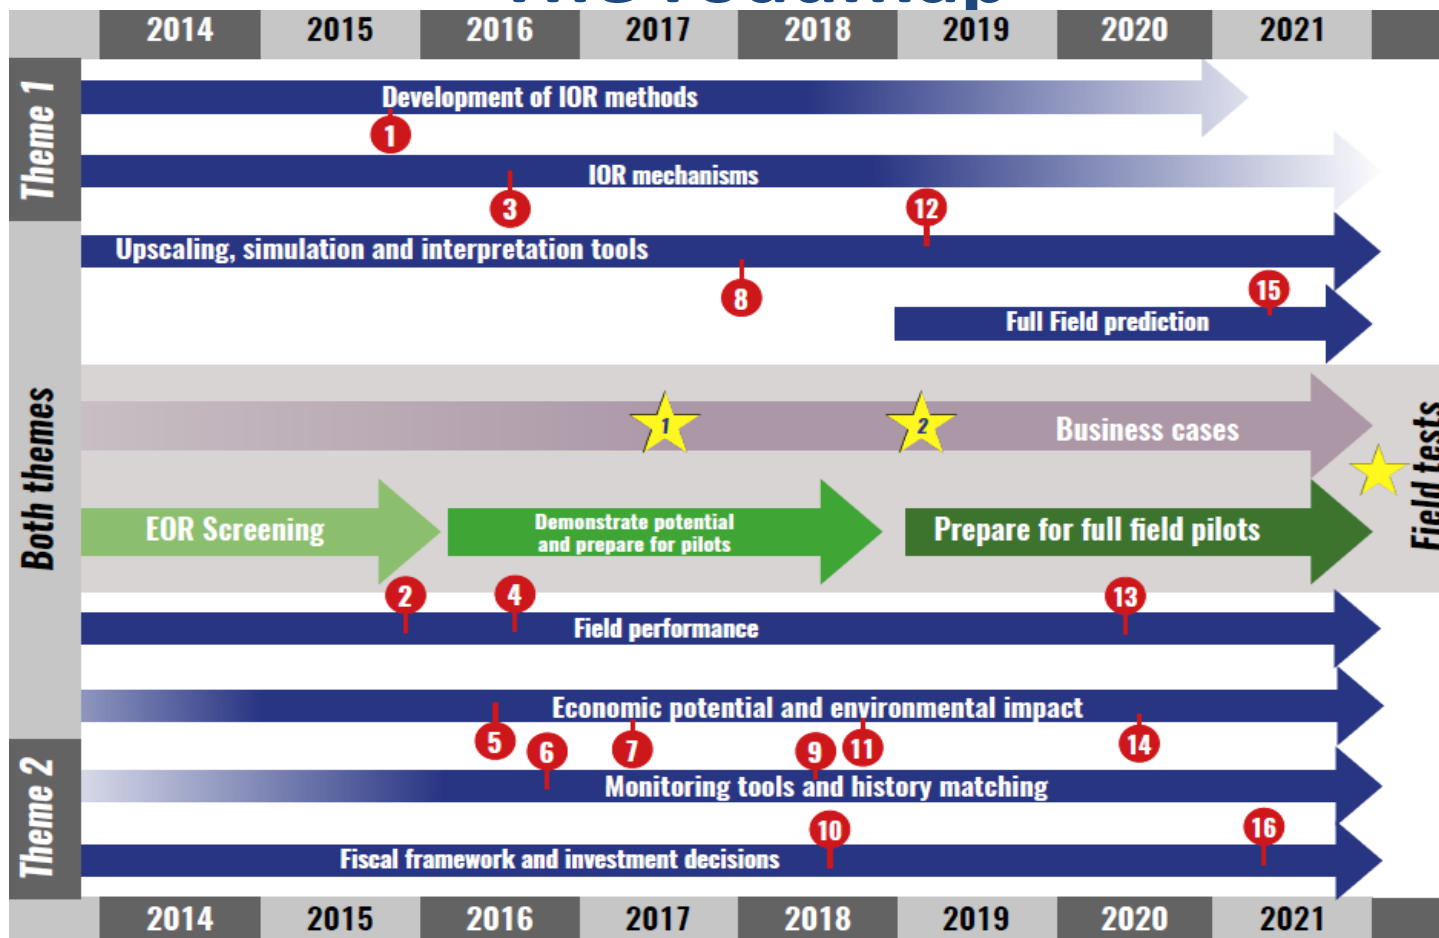 The roadmap
2014 2015 2016 2017 2018 2019 2020 2021
Theme 1
Development of IOR methods
1
IOR mechanisms
3
12
Upscaling, simulation and interpretation tools
8
15
Full Field prediction
Both themes
1
2
Business cases
Field tests
EOR Screening
Demonstrate potential
and prepare for pilots
Prepare for full field pilots
2
4
13
Field performance
Economic potential and environmental impact
5
6
7
9
11
14
Theme 2
Monitoring tools and history matching
10
16
Fiscal framework and investment decisions
2014 2015 2016 2017 2018 2019 2020 2021